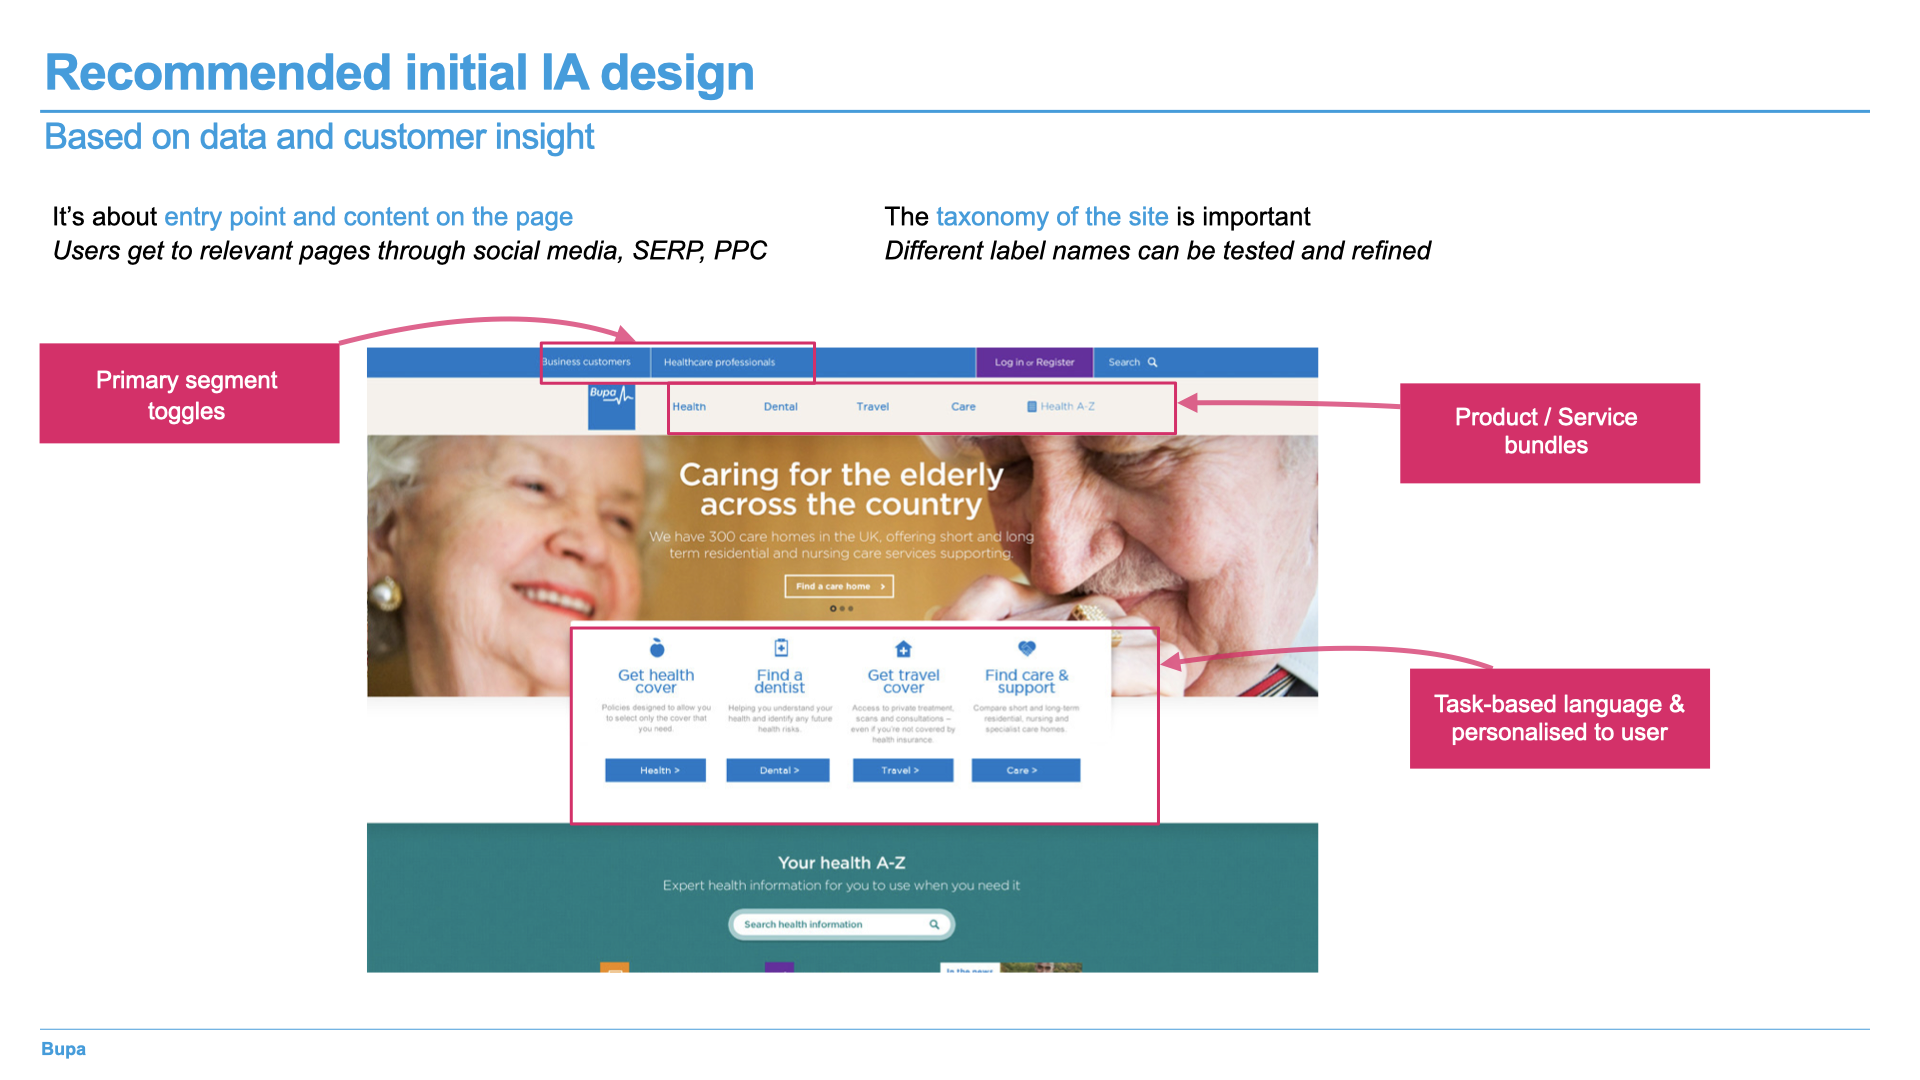 Recommended initial IA design
Based on data and customer insight
It's about entry point and content on the page
Users get to relevant pages through social media, SERP, PPC
The taxonomy of the site is important
Different label names can be tested and refined
Primary segment
toggles
Business customers
Healthcare professionals
Log in or Register
Search
Bupa
Health
Dental
Travel
Care
Health A-Z
Product / Service
bundles
Caring for the elderly
across the country
We have 300 care homes in the UK, offering short and long
term residential and nursing care services supporting.
Find a care home >
Get health
cover
Policies designed to allow you
to select only the cover that
you need.
Health >
Find a
dentist
Helping you understand your
health and identify any future
health risks.
Dental >
Get travel
cover
Access to private treatment,
scans and consultations –
even if you're not covered by
health insurance.
Travel >
Find care &
support
Compare short and long-term
residential, nursing and
specialist care homes.
Care >
Task-based language &
personalised to user
Your health A-Z
Expert health information for you to use when you need it
Search health information
In the news
Bupa